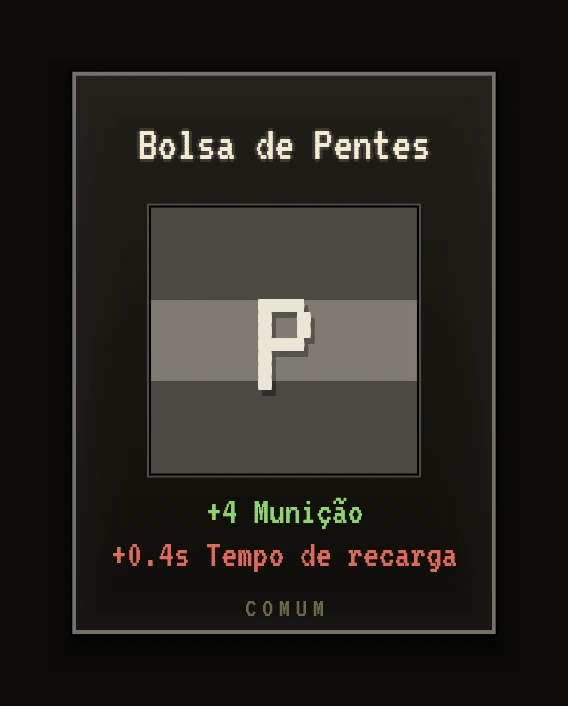 Bolsa de Pentes
P
+4 Munição
+0.4s Tempo de recarga
COMUM